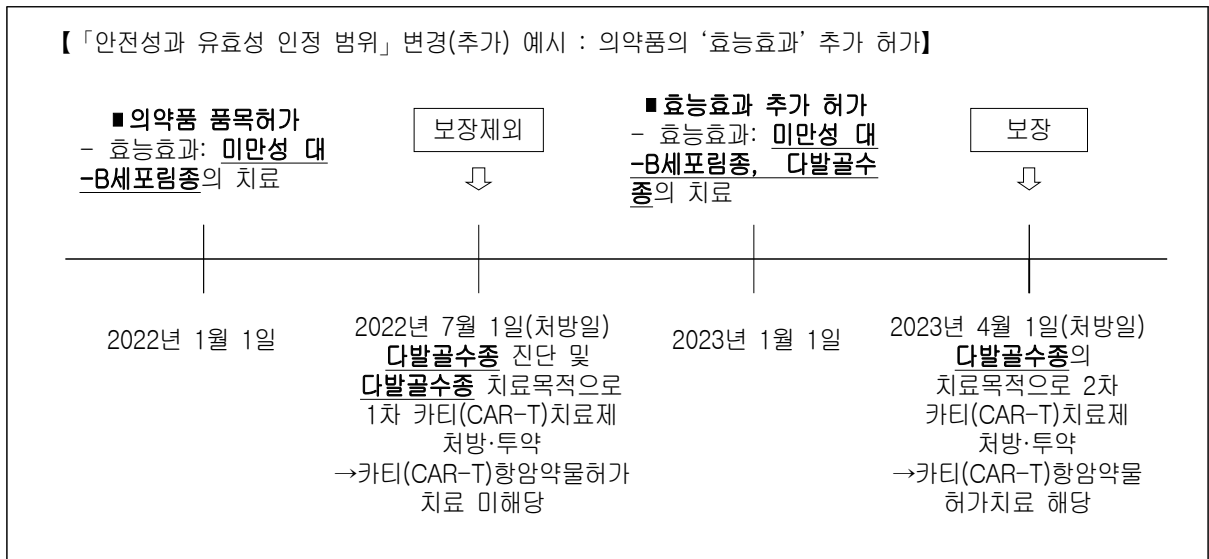 【「안전성과 유효성 인정 범위」 변경(추가) 예시 : 의약품의 ‘효능효과’ 추가 허가】
■의약품 품목허가
- 효능효과: 미만성 대
-B세포림종의 치료
보장제외
⇩
■효능효과 추가 허가
- 효능효과: 미만성 대
-B세포림종, 다발골수
종의 치료
보장
⇩
2022년 1월 1일
2022년 7월 1일(처방일)
다발골수종 진단 및
다발골수종 치료목적으로
1차 카티(CAR-T)치료제
처방·투약
→카티(CAR-T)항암약물허가
치료 미해당
2023년 1월 1일
2023년 4월 1일(처방일)
다발골수종의
치료목적으로 2차
카티(CAR-T)치료제
처방·투약
→카티(CAR-T)항암약물
허가치료 해당